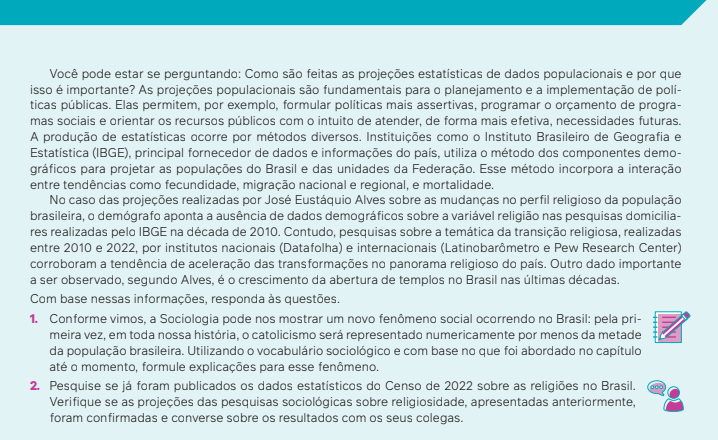 Você pode estar se perguntando: Como são feitas as projeções estatísticas de dados populacionais e por que
isso é importante? As projeções populacionais são fundamentais para o planejamento e a implementação de polí-
ticas públicas. Elas permitem, por exemplo, formular políticas mais assertivas, programar o orçamento de progra-
mas sociais e orientar os recursos públicos com o intuito de atender, de forma mais efetiva, necessidades futuras.
A produção de estatísticas ocorre por métodos diversos. Instituições como o Instituto Brasileiro de Geografia e
Estatística (IBGE), principal fornecedor de dados e informações do país, utiliza o método dos componentes demo-
gráficos para projetar as populações do Brasil e das unidades da Federação. Esse método incorpora a interação
entre tendências como fecundidade, migração nacional e regional, e mortalidade.
No caso das projeções realizadas por José Eustáquio Alves sobre as mudanças no perfil religioso da população
brasileira, o demógrafo aponta a ausência de dados demográficos sobre a variável religião nas pesquisas domicilia-
res realizadas pelo IBGE na década de 2010. Contudo, pesquisas sobre a temática da transição religiosa, realizadas
entre 2010 e 2022, por institutos nacionais (Datafolha) e internacionais (Latinobarômetro e Pew Research Center)
corroboram a tendência de aceleração das transformações no panorama religioso do país. Outro dado importante
a ser observado, segundo Alves, é o crescimento da abertura de templos no Brasil nas últimas décadas.
Com base nessas informações, responda às questões.
1. Conforme vimos, a Sociologia pode nos mostrar um novo fenômeno social ocorrendo no Brasil: pela pri-
meira vez, em toda nossa história, o catolicismo será representado numericamente por menos da metade
da população brasileira. Utilizando o vocabulário sociológico e com base no que foi abordado no capítulo
até o momento, formule explicações para esse fenômeno.
2. Pesquise se já foram publicados os dados estatísticos do Censo de 2022 sobre as religiões no Brasil.
Verifique se as projeções das pesquisas sociológicas sobre religiosidade, apresentadas anteriormente,
foram confirmadas e converse sobre os resultados com os seus colegas.